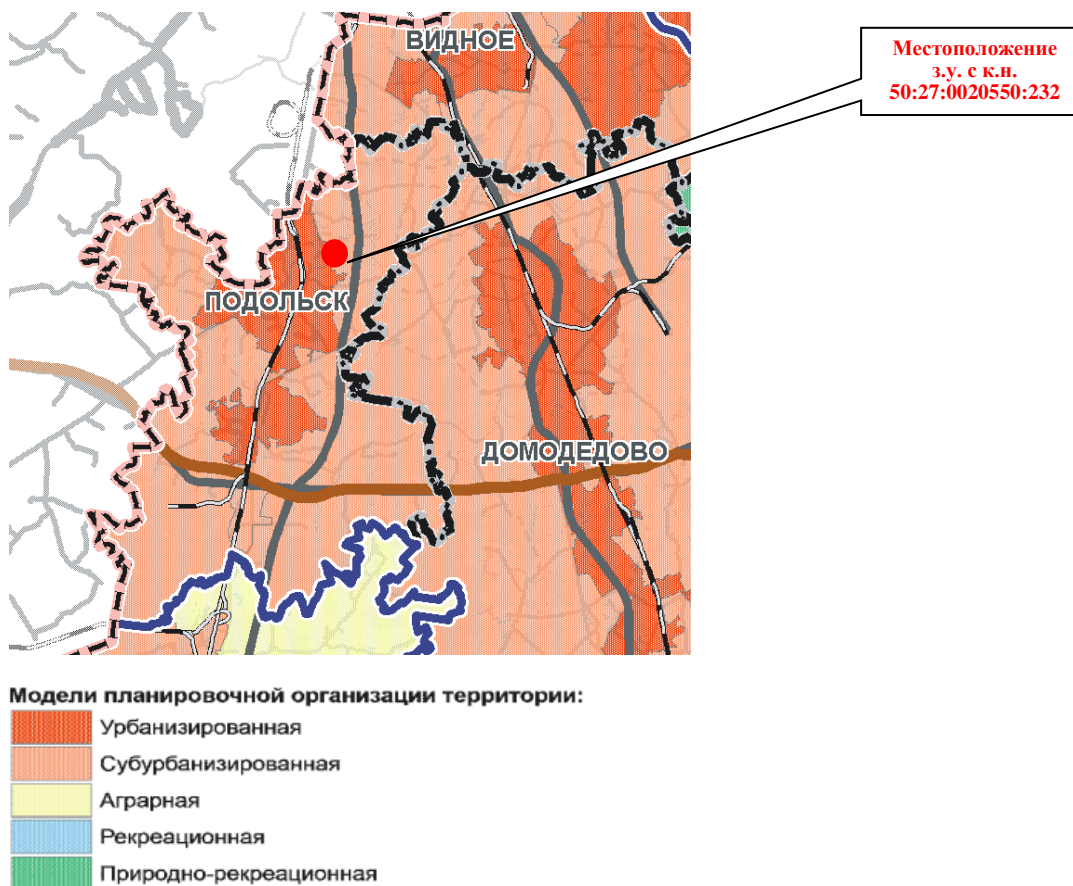 ВИДНОЕ
Местоположение
з.у. с к.н.
50:27:0020550:232
ПОДОЛЬСК
ДОМОДЕДОВО
Модели планировочной организации территории:
Урбанизированная
Субурбанизированная
Аграрная
Рекреационная
Природно-рекреационная